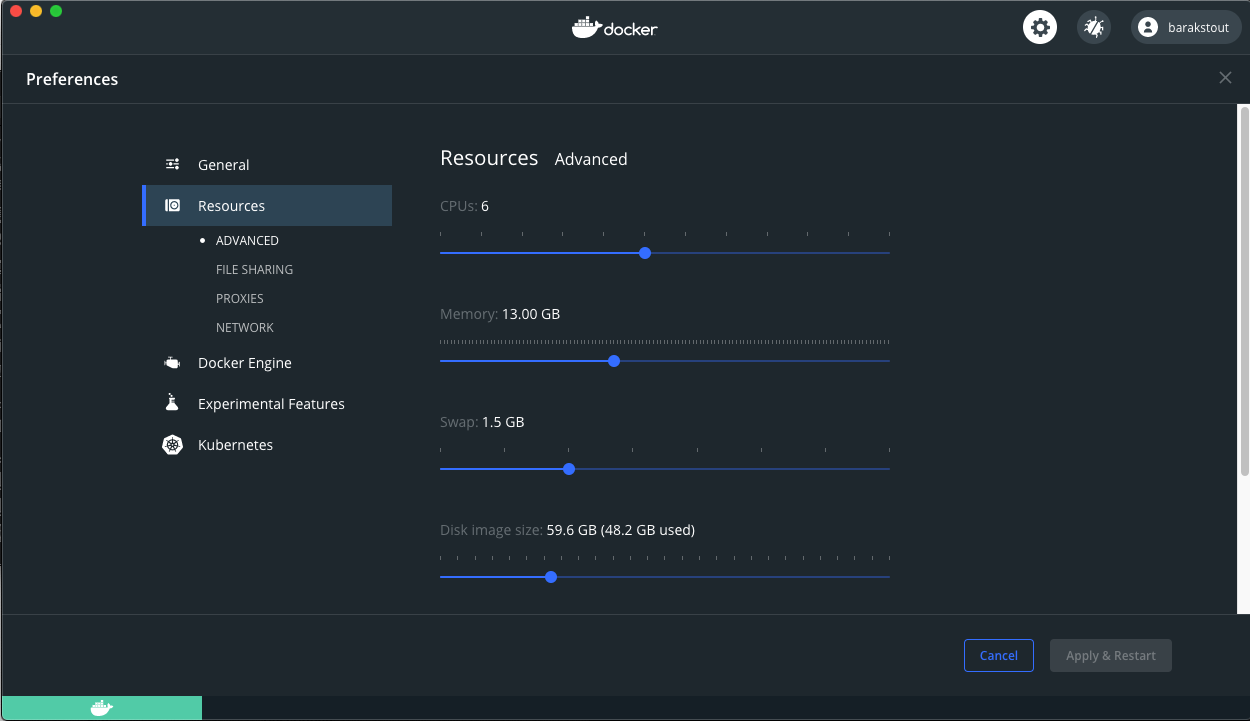 docker
barakstout
Preferences
General
Resources
ADVANCED
FILE SHARING
PROXIES
NETWORK
Docker Engine
Experimental Features
Kubernetes
Resources Advanced
CPUs: 6
Memory: 13.00 GB
Swap: 1.5 GB
Disk image size: 59.6 GB (48.2 GB used)
Cancel
Apply & Restart